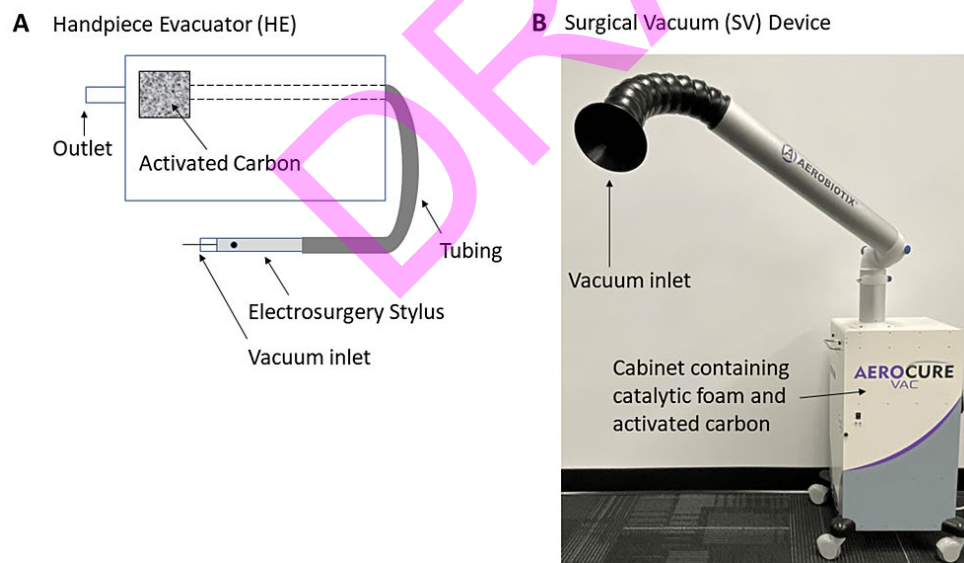 A Handpiece Evacuator (HE)
Outlet
Activated Carbon
Tubing
Electrosurgery Stylus
Vacuum inlet
B Surgical Vacuum (SV) Device
AEROBIOTIX
Vacuum inlet
Cabinet containing
catalytic foam and
activated carbon
AEROCURE
VAC
DRA